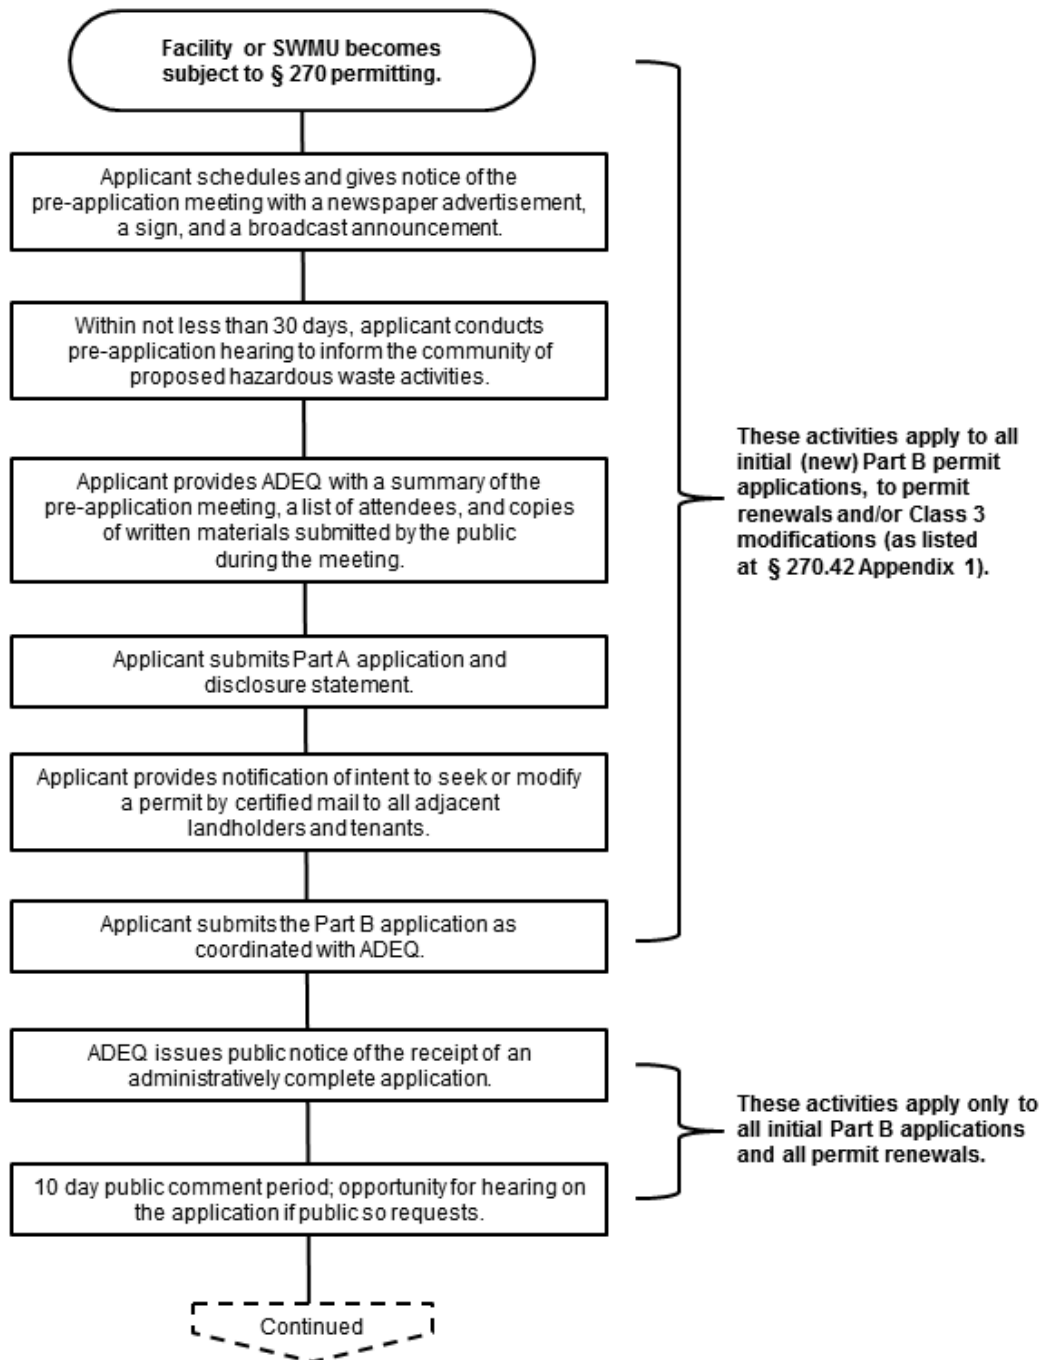 Facility or SWMU becomes
subject to § 270 permitting.
Applicant schedules and gives notice of the
pre-application meeting with a newspaper advertisement,
a sign, and a broadcast announcement.
Within not less than 30 days, applicant conducts
pre-application hearing to inform the community of
proposed hazardous waste activities.
Applicant provides ADEQ with a summary of the
pre-application meeting, a list of attendees, and copies
of written materials submitted by the public
during the meeting.
Applicant submits Part A application and
disclosure statement.
Applicant provides notification of intent to seek or modify
a permit by certified mail to all adjacent
landholders and tenants.
Applicant submits the Part B application as
coordinated with ADEQ.
These activities apply to all
initial (new) Part B permit
applications, to permit
renewals and/or Class 3
modifications (as listed
at § 270.42 Appendix 1).
ADEQ issues public notice of the receipt of an
administratively complete application.
10 day public comment period; opportunity for hearing on
the application if public so requests.
These activities apply only to
all initial Part B applications
and all permit renewals.
Continued